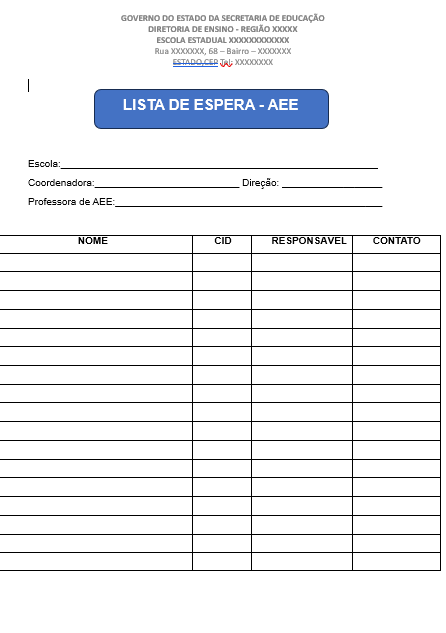 GOVERNO DO ESTADO DA SECRETARIA DE EDUCAÇÃO
DIRETORIA DE ENSINO - REGIÃO XXXXX
ESCOLA ESTADUAL XXXXXXXXXXXX
Rua XXXXXXX, 68 – Bairro – XXXXXXX
ESTADO,CEP Tel: XXXXXXXX
LISTA DE ESPERA - AEE
Escola:
Coordenadora: Direção:
Professora de AEE:
NOME CID RESPONSAVEL CONTATO